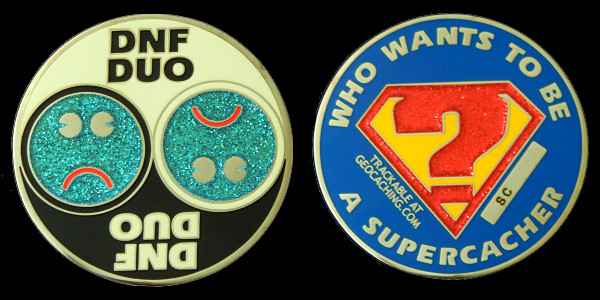 DNF
DUO
DNF
DUO
WHO WANTS TO BE
A SUPERCACHER
?
TRACKABLE AT
GEOCACHING.COM
SC